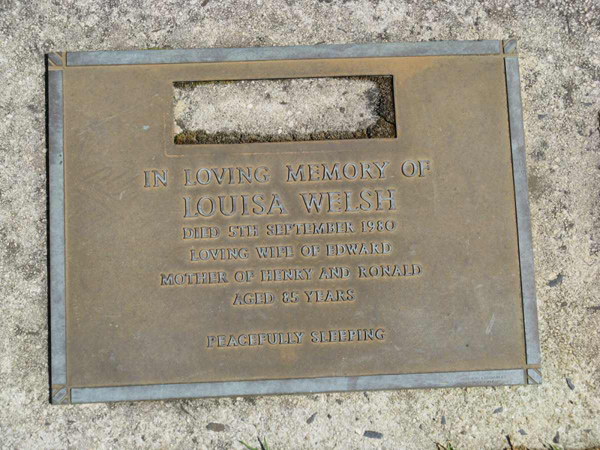 IN LOVING MEMORY OF
LOUISA WELSH
DIED 5TH SEPTEMBER 1980
LOVING WIFE OF EDWARD
MOTHER OF HENRY AND RONALD
AGED 85 YEARS
PEACEFULLY SLEEPING